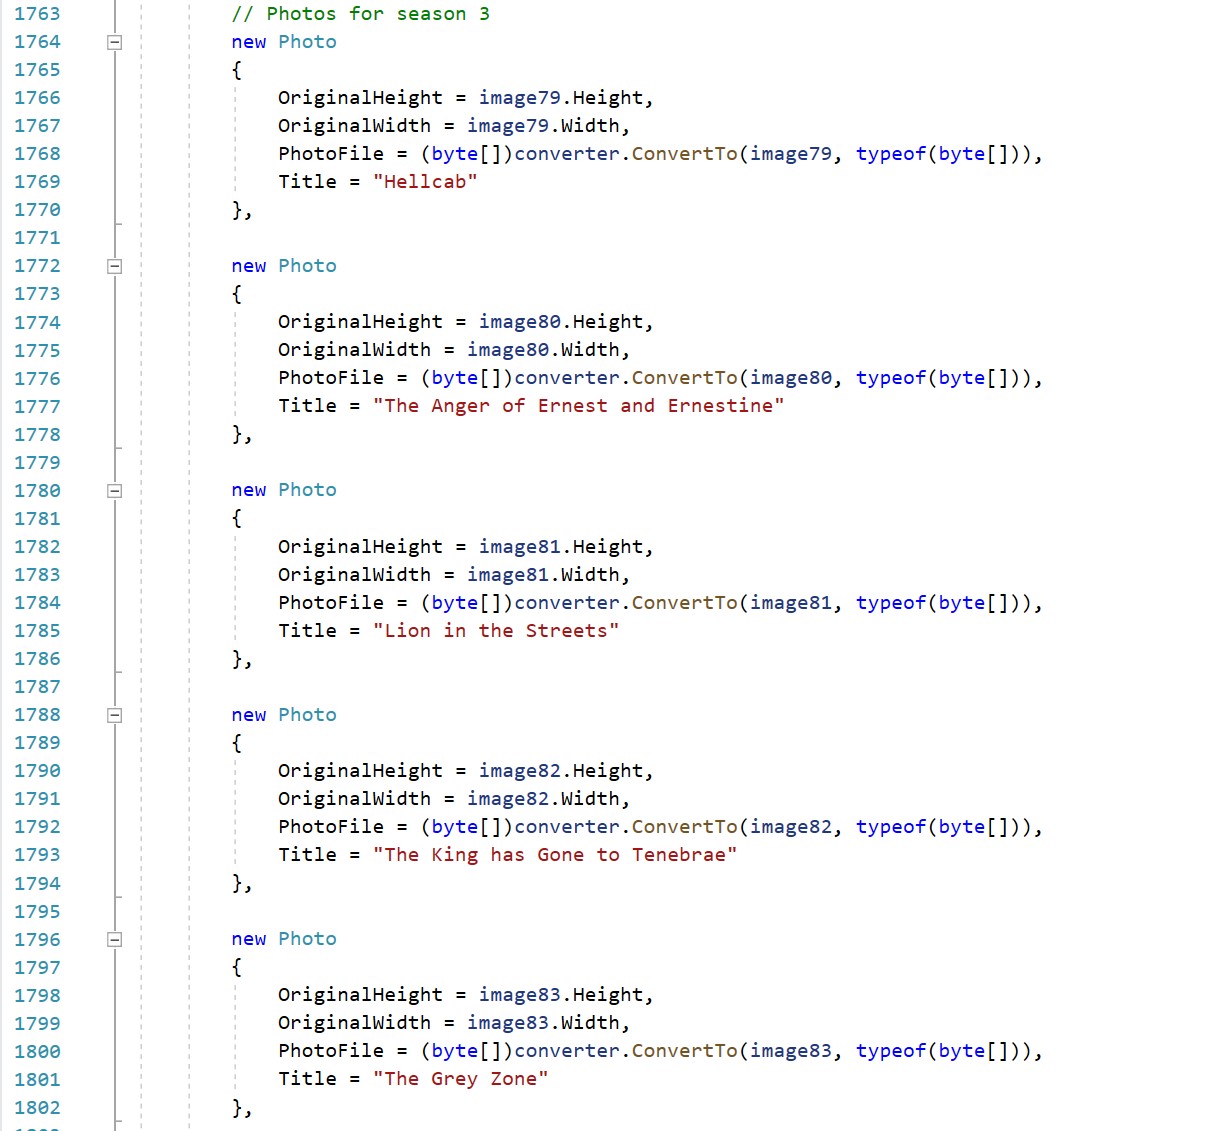 1763 // Photos for season 3
1764 new Photo
1765 {
1766 OriginalHeight = image79.Height,
1767 OriginalWidth = image79.Width,
1768 PhotoFile = (byte[])converter.ConvertTo(image79, typeof(byte[])),
1769 Title = "Hellcab"
1770 },
1771
1772 new Photo
1773 {
1774 OriginalHeight = image80.Height,
1775 OriginalWidth = image80.Width,
1776 PhotoFile = (byte[])converter.ConvertTo(image80, typeof(byte[])),
1777 Title = "The Anger of Ernest and Ernestine"
1778 },
1779
1780 new Photo
1781 {
1782 OriginalHeight = image81.Height,
1783 OriginalWidth = image81.Width,
1784 PhotoFile = (byte[])converter.ConvertTo(image81, typeof(byte[])),
1785 Title = "Lion in the Streets"
1786 },
1787
1788 new Photo
1789 {
1790 OriginalHeight = image82.Height,
1791 OriginalWidth = image82.Width,
1792 PhotoFile = (byte[])converter.ConvertTo(image82, typeof(byte[])),
1793 Title = "The King has Gone to Tenebrae"
1794 },
1795
1796 new Photo
1797 {
1798 OriginalHeight = image83.Height,
1799 OriginalWidth = image83.Width,
1800 PhotoFile = (byte[])converter.ConvertTo(image83, typeof(byte[])),
1801 Title = "The Grey Zone"
1802 },